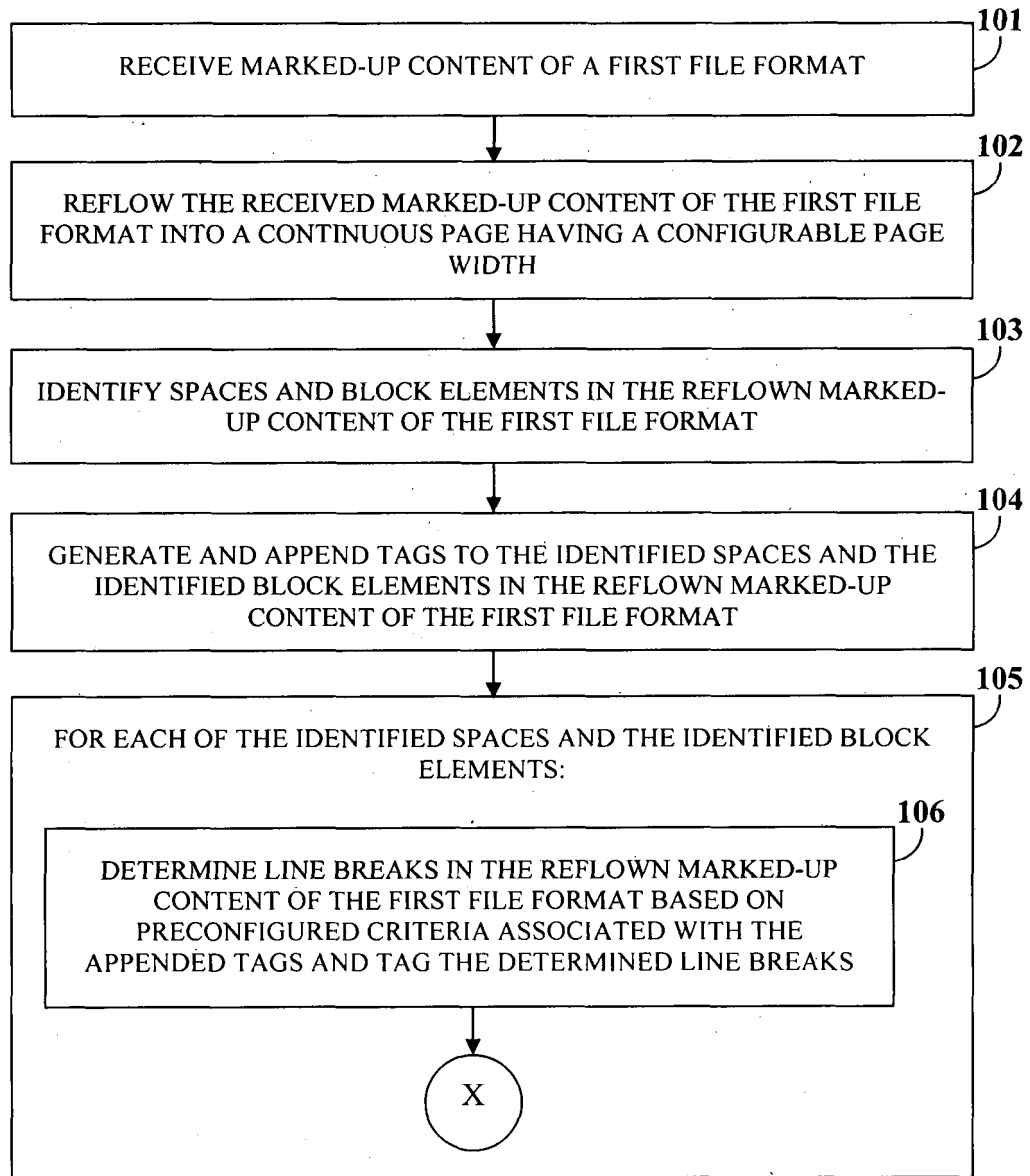 101
RECEIVE MARKED-UP CONTENT OF A FIRST FILE FORMAT
102
REFLOW THE RECEIVED MARKED-UP CONTENT OF THE FIRST FILE
FORMAT INTO A CONTINUOUS PAGE HAVING A CONFIGURABLE PAGE
WIDTH
103
IDENTIFY SPACES AND BLOCK ELEMENTS IN THE REFLOWN MARKED-
UP CONTENT OF THE FIRST FILE FORMAT
104
GENERATE AND APPEND TAGS TO THE IDENTIFIED SPACES AND THE
IDENTIFIED BLOCK ELEMENTS IN THE REFLOWN MARKED-UP
CONTENT OF THE FIRST FILE FORMAT
105
FOR EACH OF THE IDENTIFIED SPACES AND THE IDENTIFIED BLOCK
ELEMENTS:
106
DETERMINE LINE BREAKS IN THE REFLOWN MARKED-UP
CONTENT OF THE FIRST FILE FORMAT BASED ON
PRECONFIGURED CRITERIA ASSOCIATED WITH THE
APPENDED TAGS AND TAG THE DETERMINED LINE BREAKS
X